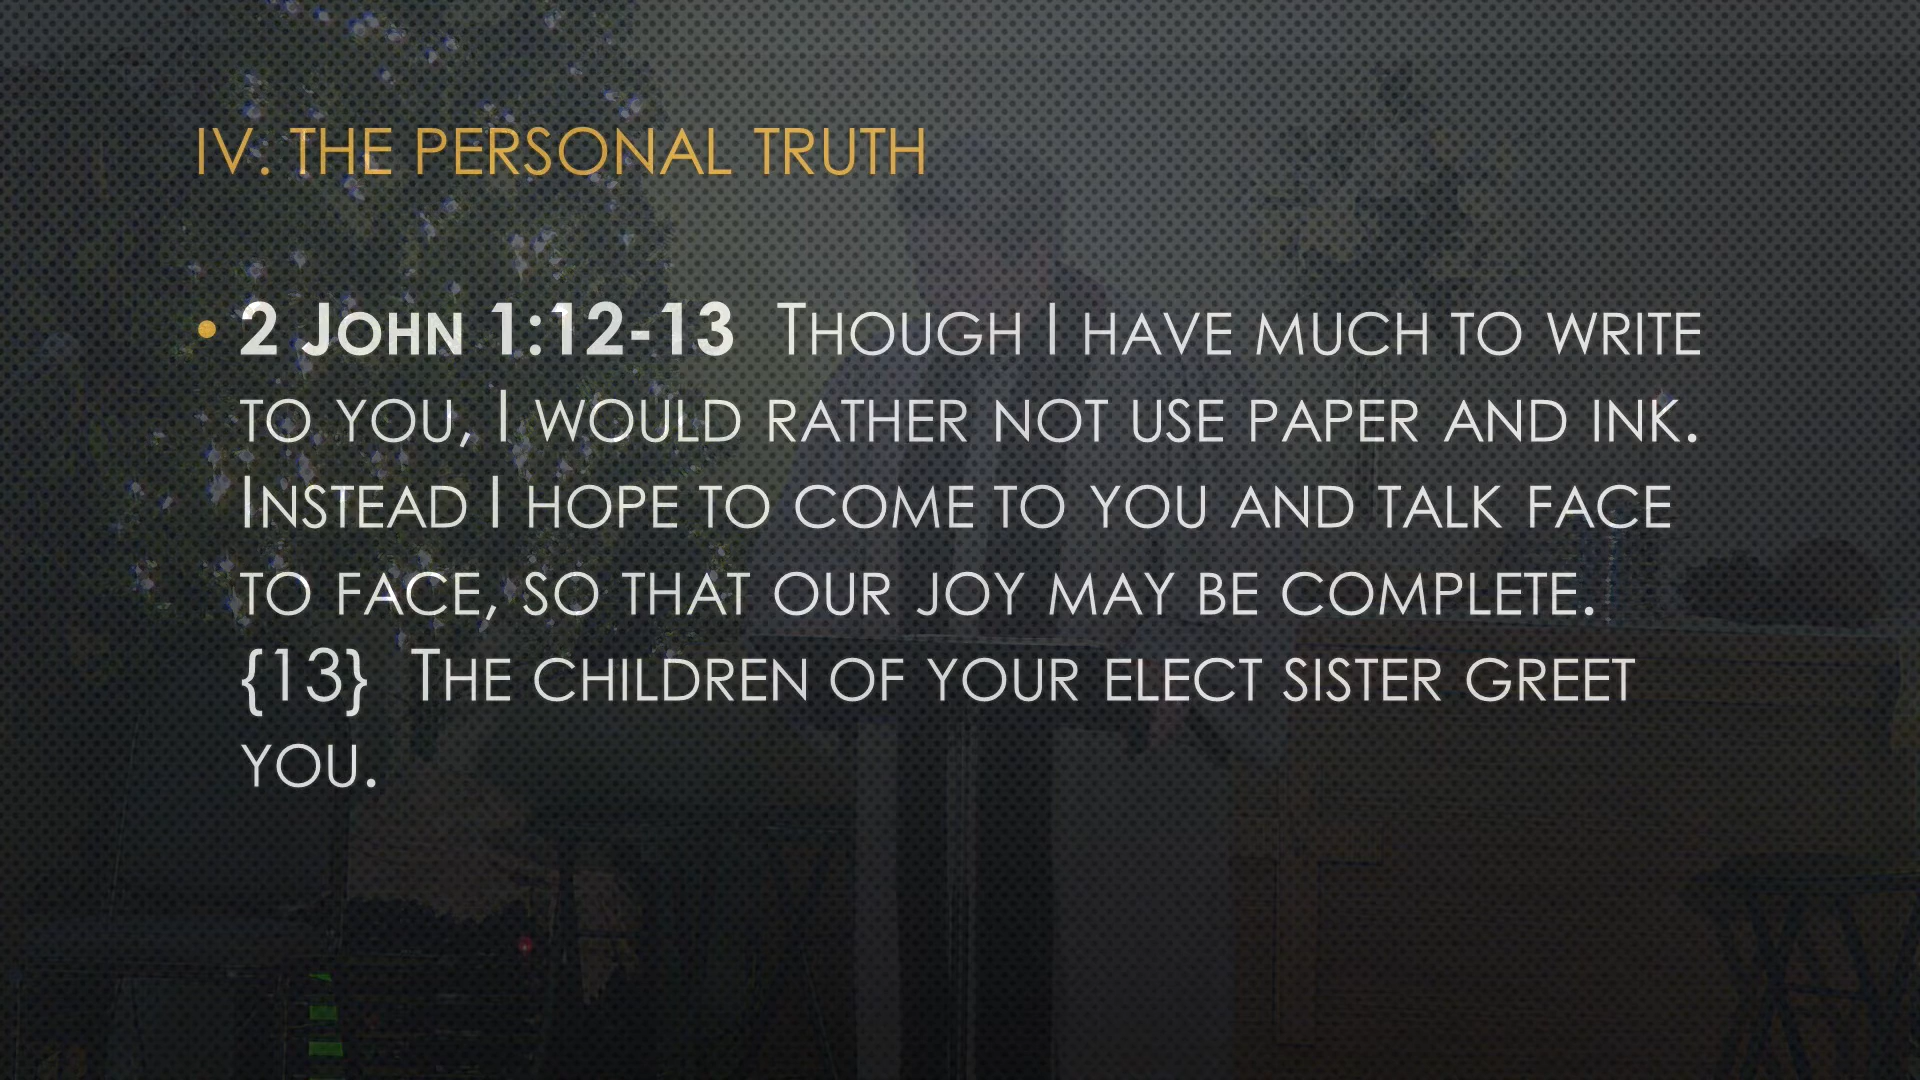 IV. THE PERSONAL TRUTH
• 2 JOHN 1:12-13 THOUGH I HAVE MUCH TO WRITE
TO YOU, I WOULD RATHER NOT USE PAPER AND INK.
INSTEAD I HOPE TO COME TO YOU AND TALK FACE
TO FACE, SO THAT OUR JOY MAY BE COMPLETE.
{13} THE CHILDREN OF YOUR ELECT SISTER GREET
YOU.